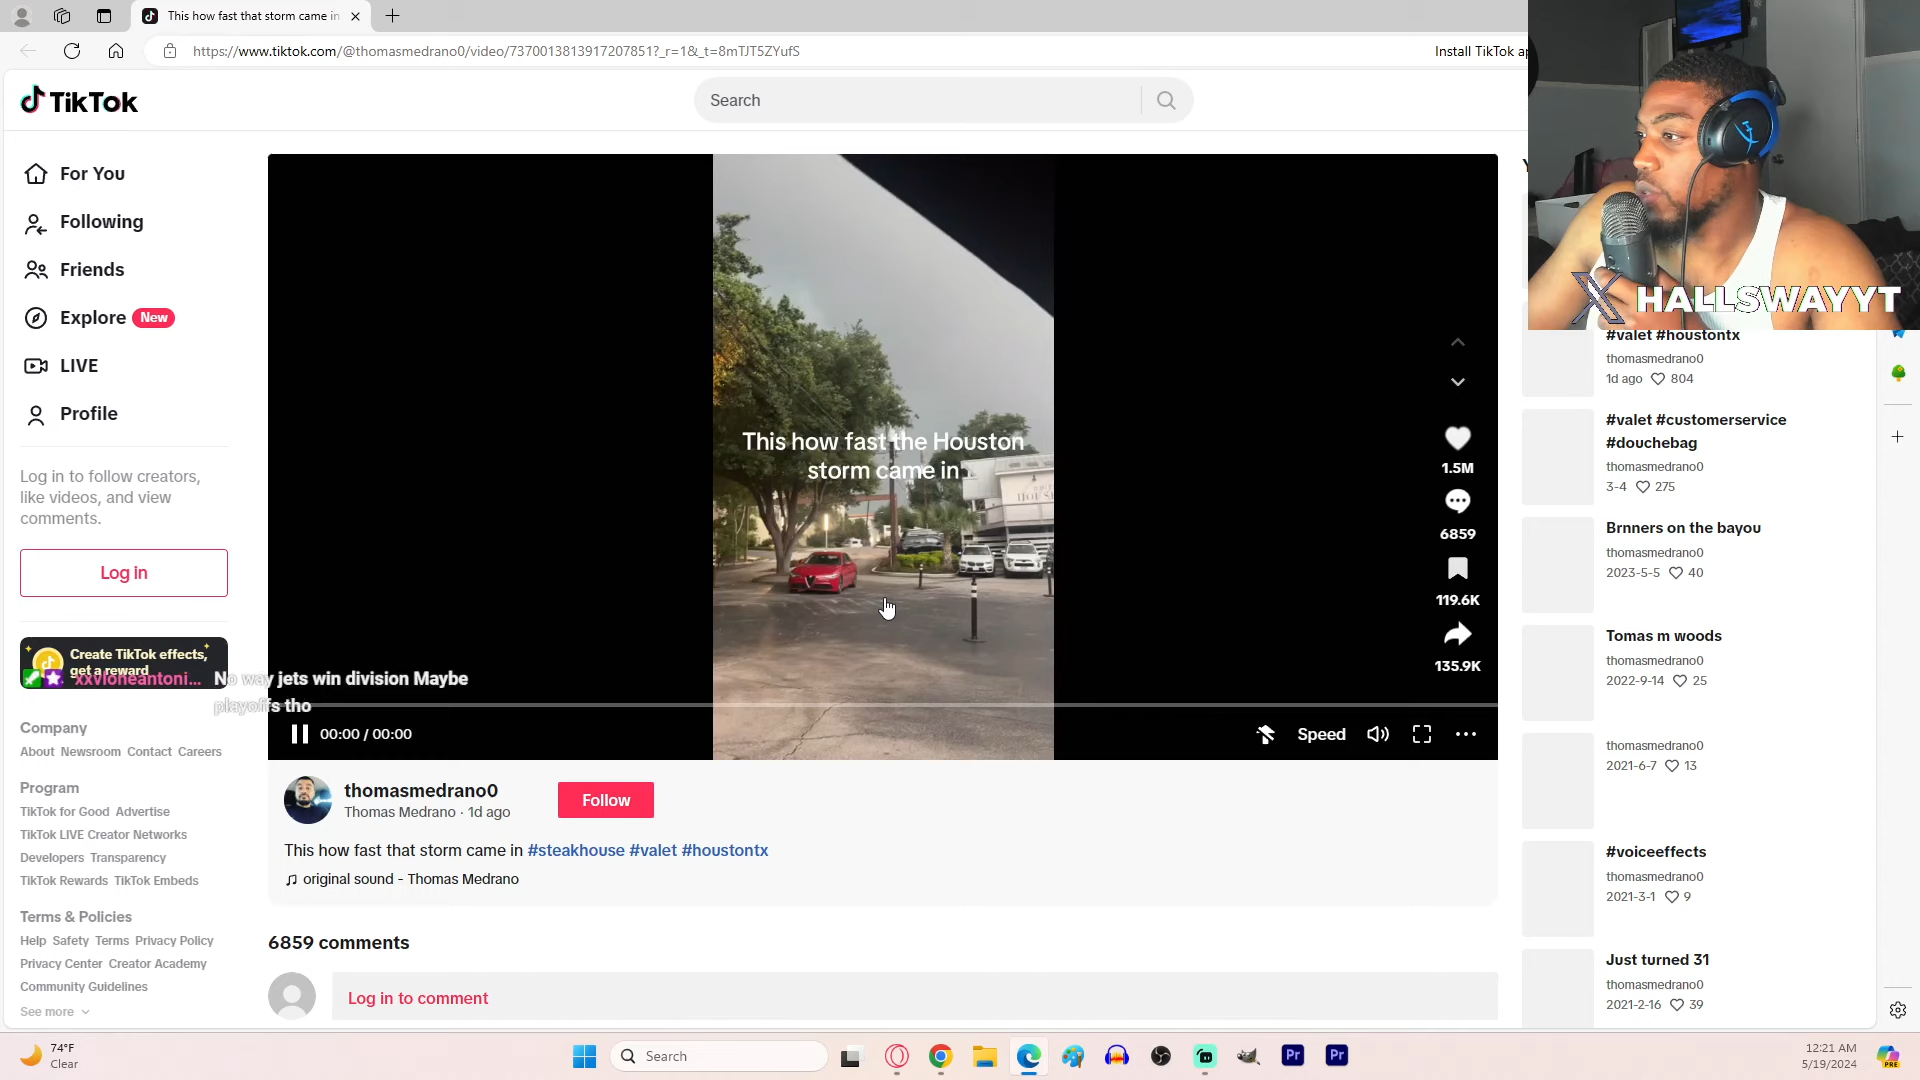 This how fast that storm came in
https://www.tiktok.com/@thomasmedrano0/video/7370013813917207851?_r=1&_t=8mTJT5ZYufS
Install TikTok
TikTok
Search
For You
Following
Friends
Explore New
LIVE
Profile
Log in to follow creators,
like videos, and view
comments.
Log in
Create TikTok effects,
get a reward
xxvioneantoni... No way jets win division Maybe
playoffs tho
Company
About Newsroom Contact Careers
Program
TikTok for Good Advertise
TikTok LIVE Creator Networks
Developers Transparency
TikTok Rewards TikTok Embeds
Terms & Policies
Help Safety Terms Privacy Policy
Privacy Center Creator Academy
Community Guidelines
See more
This how fast the Houston
storm came in
1.5M
6859
119.6K
135.9K
00:00 / 00:00
Speed
thomasmedrano0
Thomas Medrano · 1d ago
Follow
This how fast that storm came in #steakhouse #valet #houstontx
original sound - Thomas Medrano
6859 comments
Log in to comment
HALLSWAYYT
#valet #houstontx
thomasmedrano0
1d ago 804
#valet #customerservice
#douchebag
thomasmedrano0
3-4 275
Brnners on the bayou
thomasmedrano0
2023-5-5 40
Tomas m woods
thomasmedrano0
2022-9-14 25
thomasmedrano0
2021-6-7 13
#voiceeffects
thomasmedrano0
2021-3-1 9
Just turned 31
thomasmedrano0
2021-2-16 39
74°F
Clear
Search
Pr
Pr
12:21 AM
5/19/2024
PRE